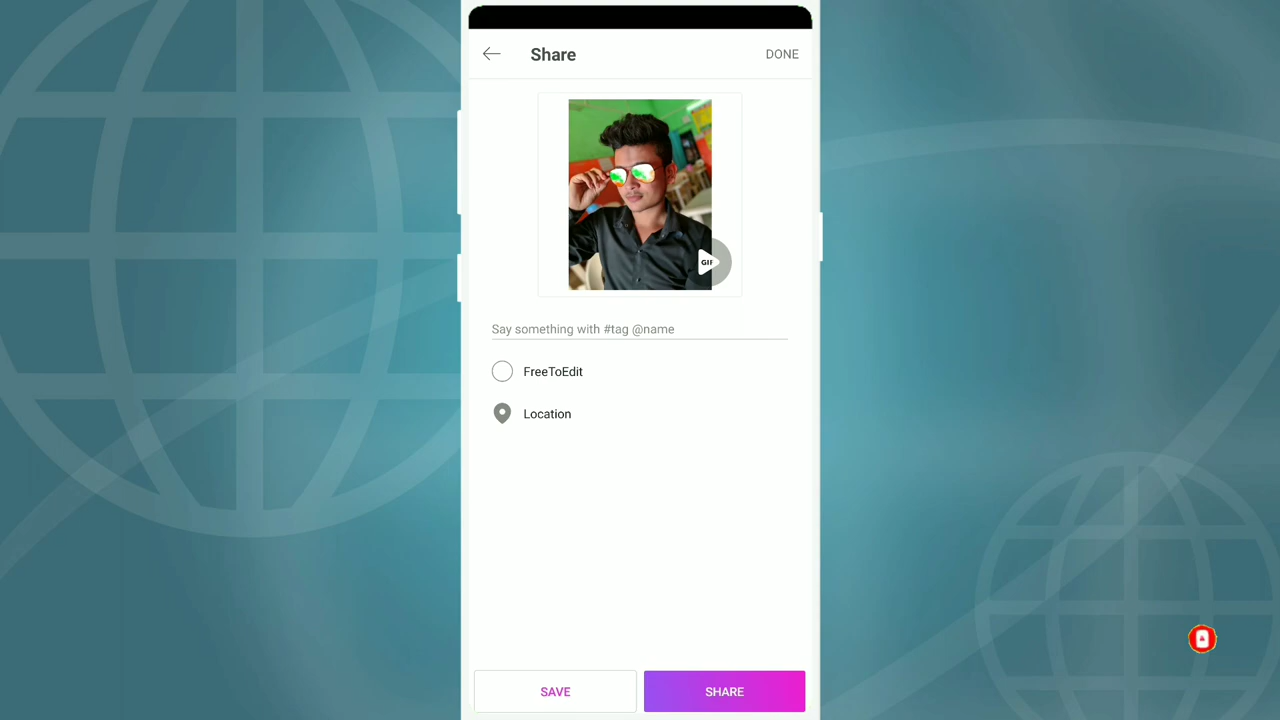 Share
DONE
GIF
Say something with #tag @name
FreeToEdit
Location
SAVE
SHARE